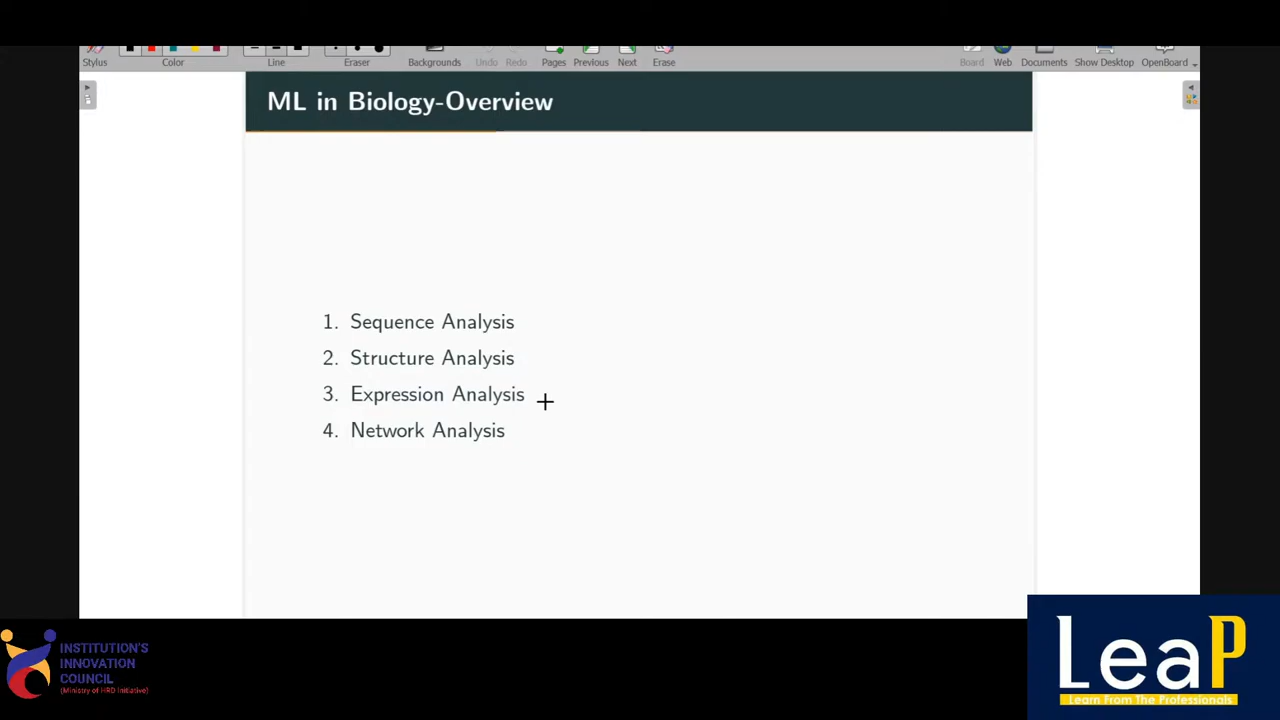 Stylus Color Line Eraser Backgrounds Undo Redo Pages Previous Next Erase Board Web Documents Show Desktop OpenBoard
ML in Biology-Overview
1. Sequence Analysis
2. Structure Analysis
3. Expression Analysis
4. Network Analysis
INSTITUTION'S
INNOVATION
COUNCIL
(Ministry of HRD Initiative)
LeaP
Learn From The Professionals